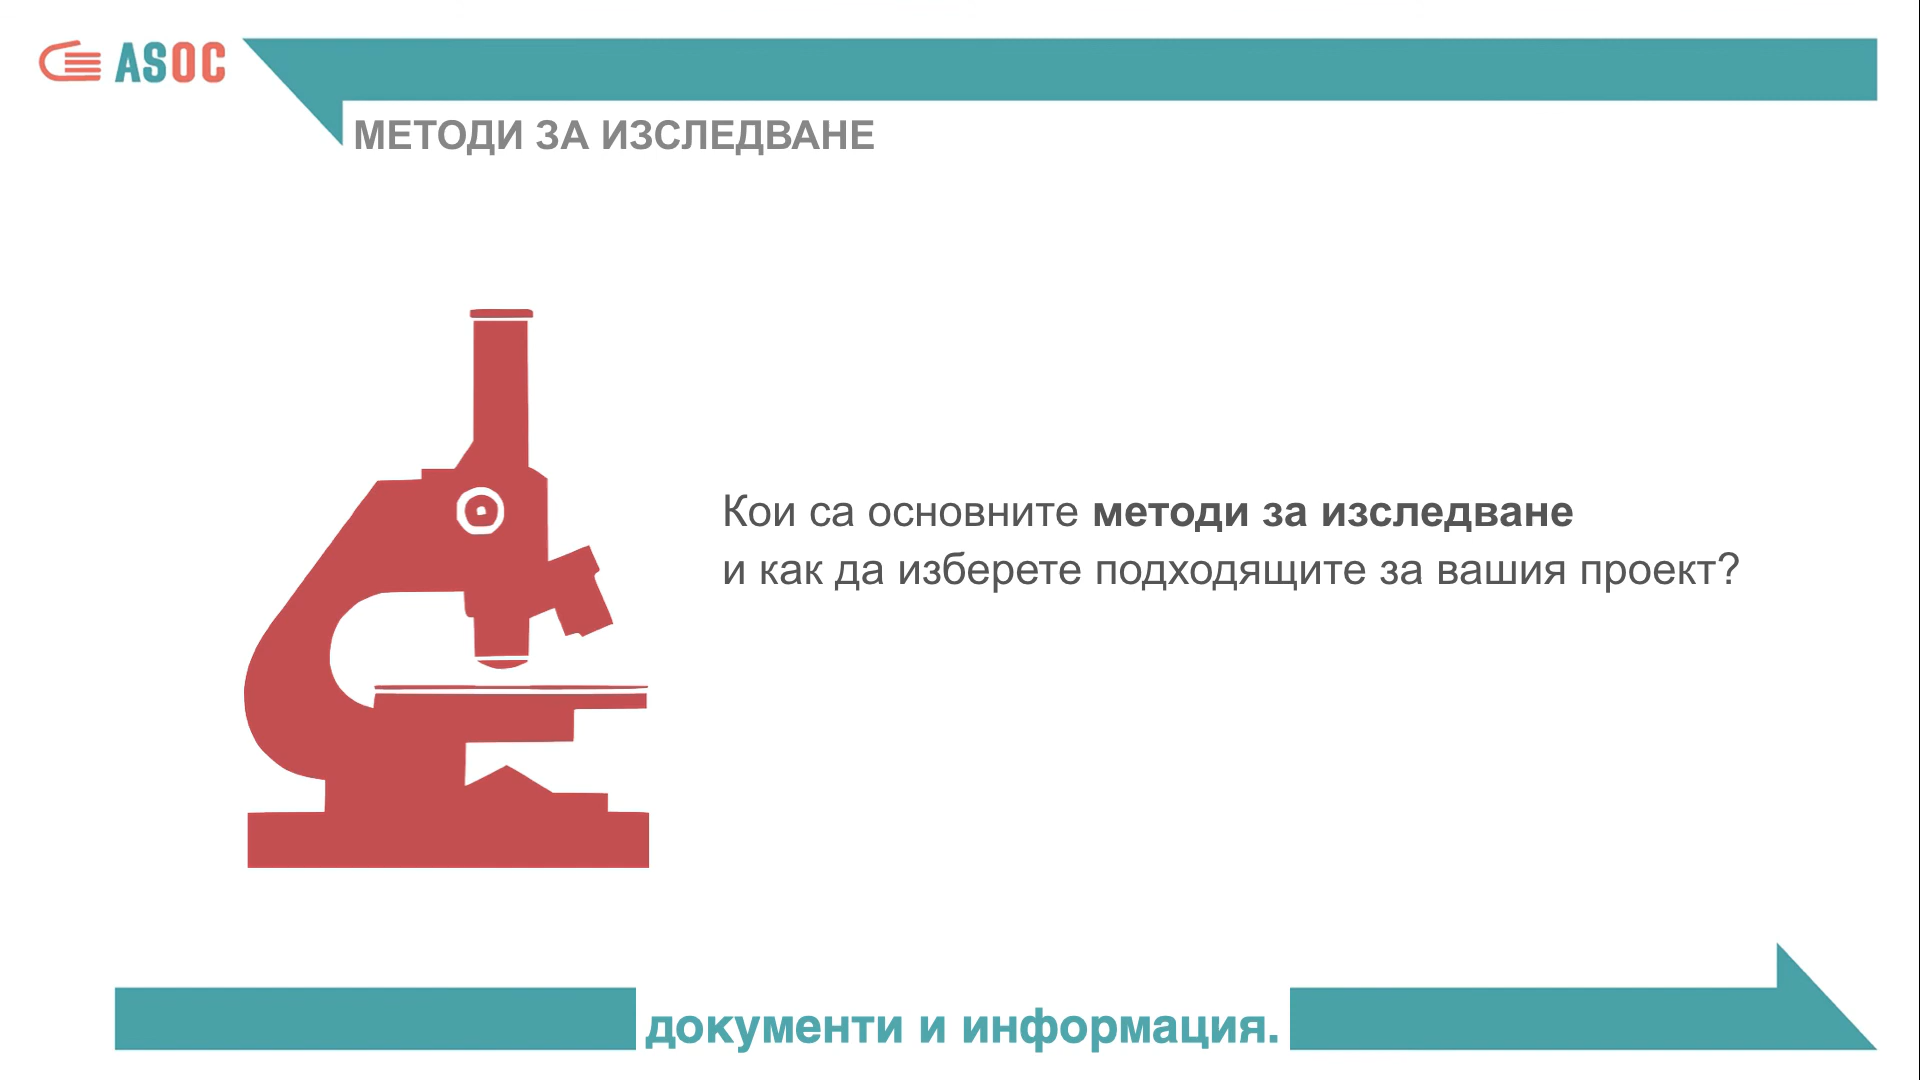 ASOC
МЕТОДИ ЗА ИЗСЛЕДВАНЕ
Кои са основните методи за изследване
и как да изберете подходящите за вашия проект?
документи и информация.